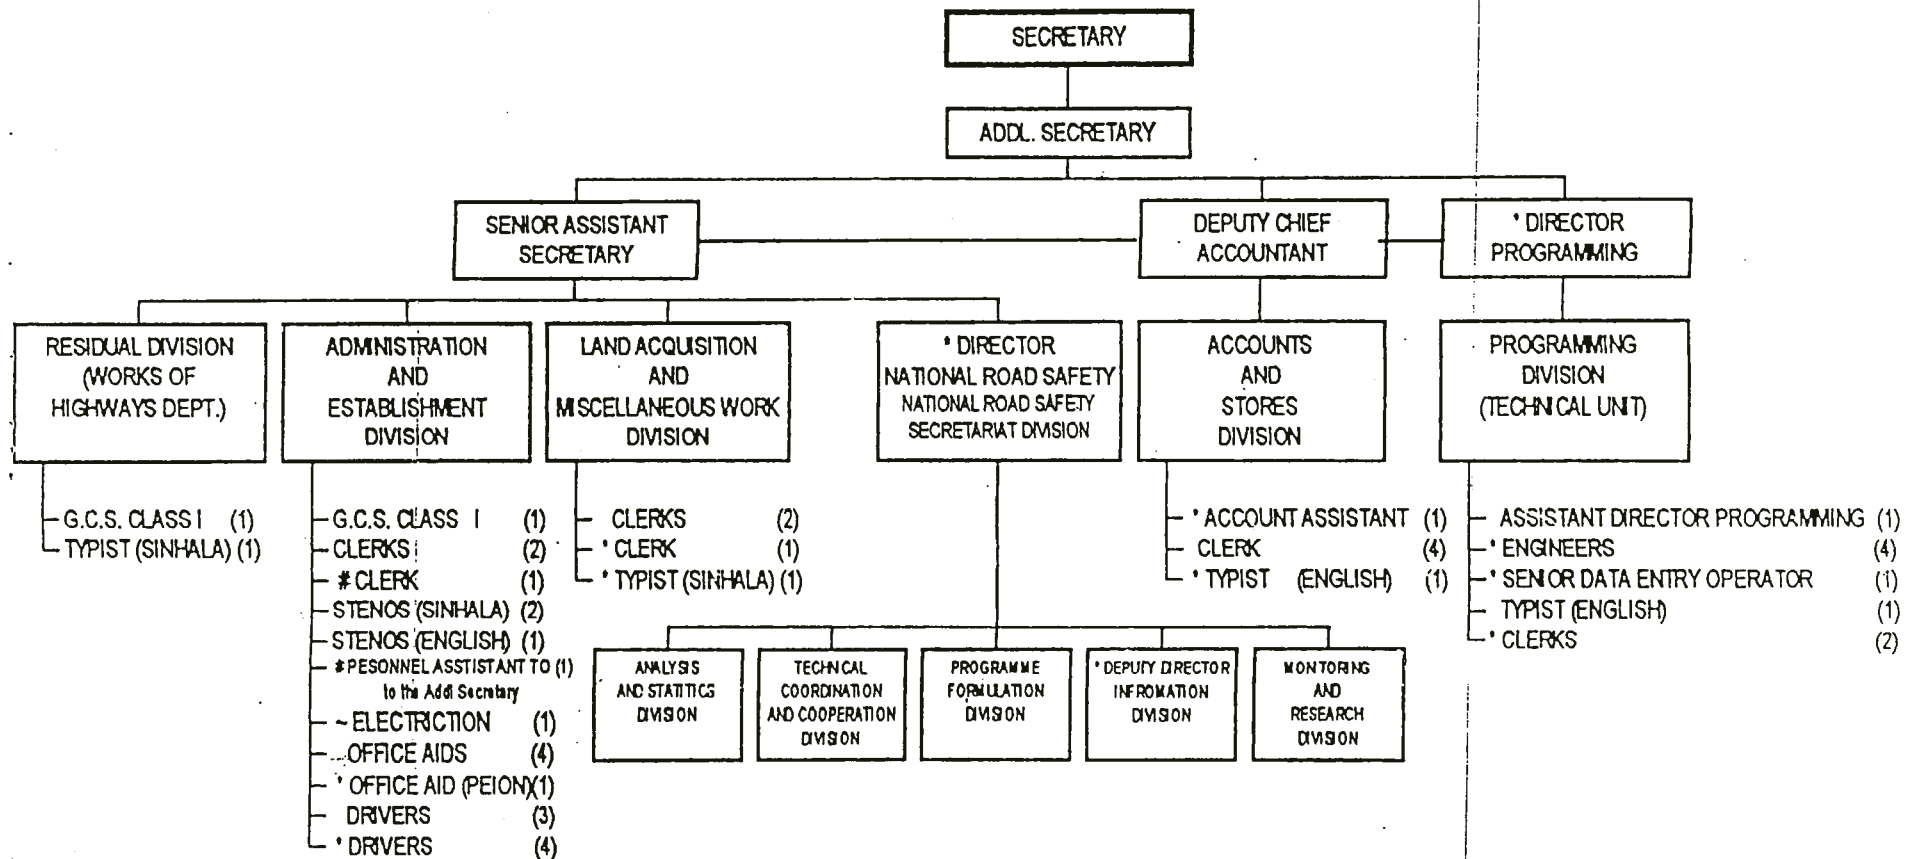 SECRETARY
ADDL. SECRETARY
SENIOR ASSISTANT
SECRETARY
DEPUTY CHIEF
ACCOUNTANT
* DIRECTOR
PROGRAMMING
RESIDUAL DIVISION
(WORKS OF
HIGHWAYS DEPT.)
ADMINISTRATION
AND
ESTABLISHMENT
DIVISION
LAND ACQUISITION
AND
MISCELLANEOUS WORK
DIVISION
* DIRECTOR
NATIONAL ROAD SAFETY
NATIONAL ROAD SAFETY
SECRETARIAT DIVISION
ACCOUNTS
AND
STORES
DIVISION
PROGRAMMING
DIVISION
(TECHNICAL UNIT)
G.C.S. CLASS I (1)
TYPIST (SINHALA) (1)
G.C.S. CLASS I (1)
CLERKS (2)
# CLERK (1)
STENOS (SINHALA) (2)
STENOS (ENGLISH) (1)
# PESONNEL ASSTISTANT TO (1)
to the Addl Secretary
~ ELECTRICTION (1)
OFFICE AIDS (4)
* OFFICE AID (PEION) (1)
DRIVERS (3)
* DRIVERS (4)
CLERKS (2)
* CLERK (1)
* TYPIST (SINHALA) (1)
* ACCOUNT ASSISTANT (1)
CLERK (4)
* TYPIST (ENGLISH) (1)
ASSISTANT DIRECTOR PROGRAMMING (1)
* ENGINEERS (4)
* SENIOR DATA ENTRY OPERATOR (1)
TYPIST (ENGLISH) (1)
* CLERKS (2)
ANALYSIS
AND STATITICS
DIVISION
TECHNICAL
COORDINATION
AND COOPERATION
DIVISION
PROGRAMME
FORMULATION
DIVISION
* DEPUTY DIRECTOR
INFROMATION
DIVISION
MONTORING
AND
RESEARCH
DIVISION